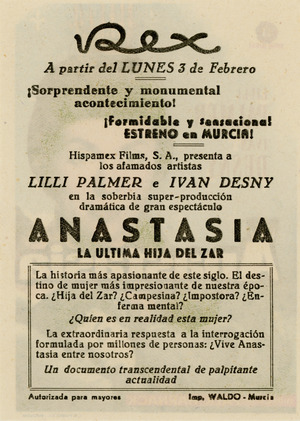 Rex
A partir del LUNES 3 de Febrero
¡Sorprendente y monumental
acontecimiento!
¡Formidable y sensacional
ESTRENO en MURCIA!
Hispamex Films, S. A., presenta a
los afamados artistas
LILLI PALMER e IVAN DESNY
en la soberbia super-producción
dramática de gran espectáculo
ANASTASIA
LA ULTIMA HIJA DEL ZAR
La historia más apasionante de este siglo. El des-
tino de mujer más impresionante de nuestra épo-
ca. ¿Hija del Zar? ¿Campesina? ¿Impostora? ¿En-
ferma mental?
¿Quien es en realidad esta mujer?
La extraordinaria respuesta a la interrogación
formulada por millones de personas: ¿Vive Anas-
tasia entre nosotros?
Un documento transcendental de palpitante
actualidad
Autorizada para mayores
Imp. WALDO - Murcia